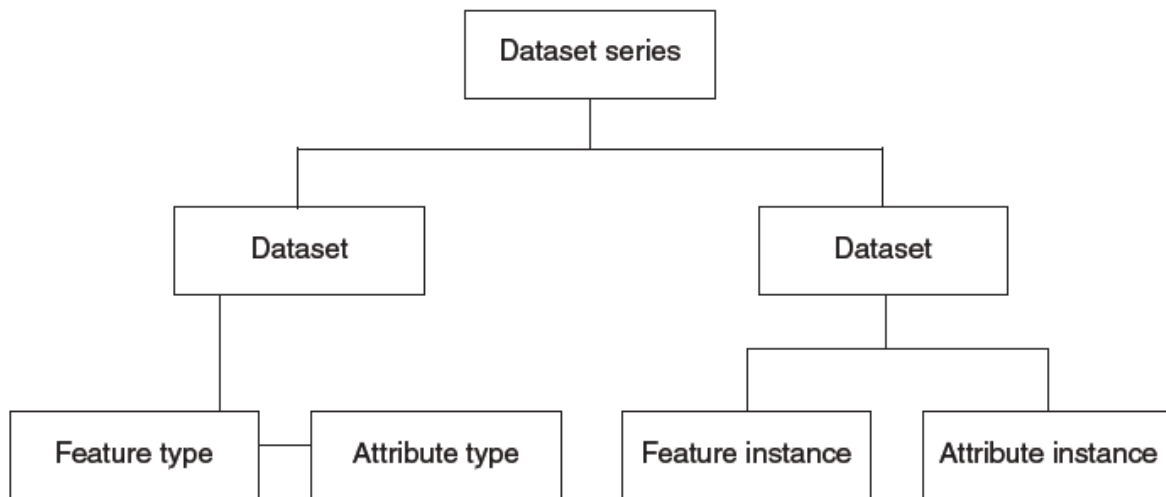 Dataset series
Dataset
Dataset
Feature type
Attribute type
Feature instance
Attribute instance